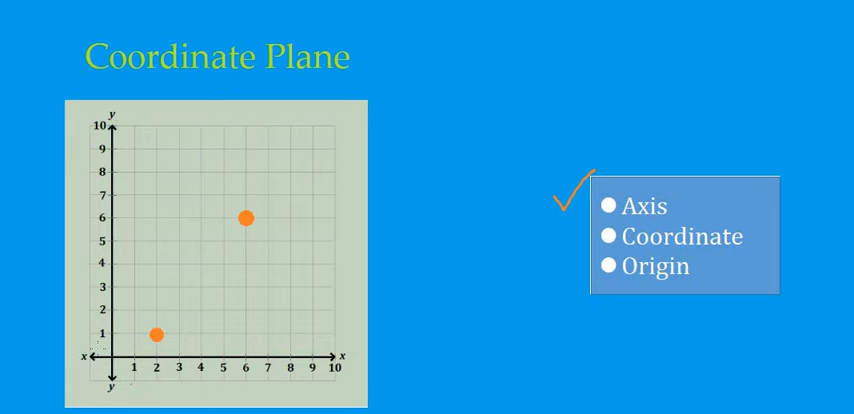 Coordinate Plane
y
10
9
8
7
6
5
4
3
2
1
x x
1 2 3 4 5 6 7 8 9 10
y
Axis
Coordinate
Origin